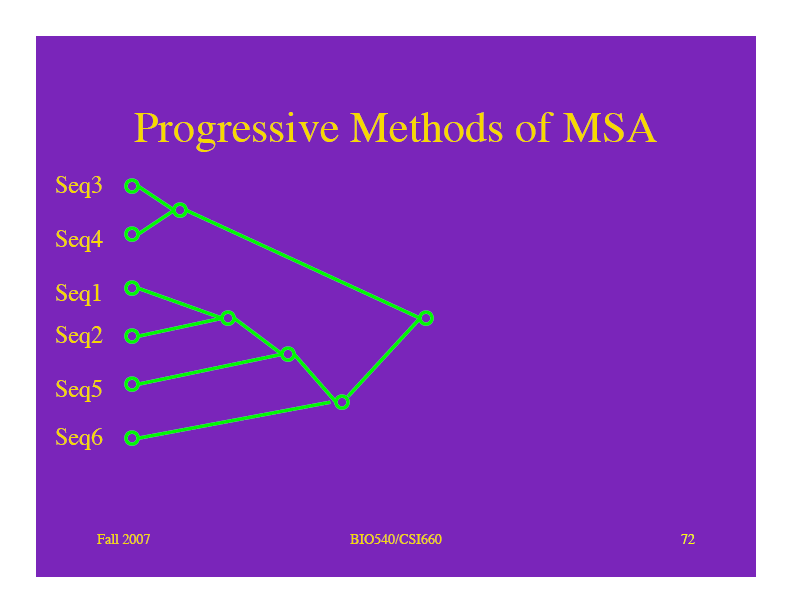 Progressive Methods of MSA
Seq3
Seq4
Seq1
Seq2
Seq5
Seq6
Fall 2007
BIO540/CSI660
72